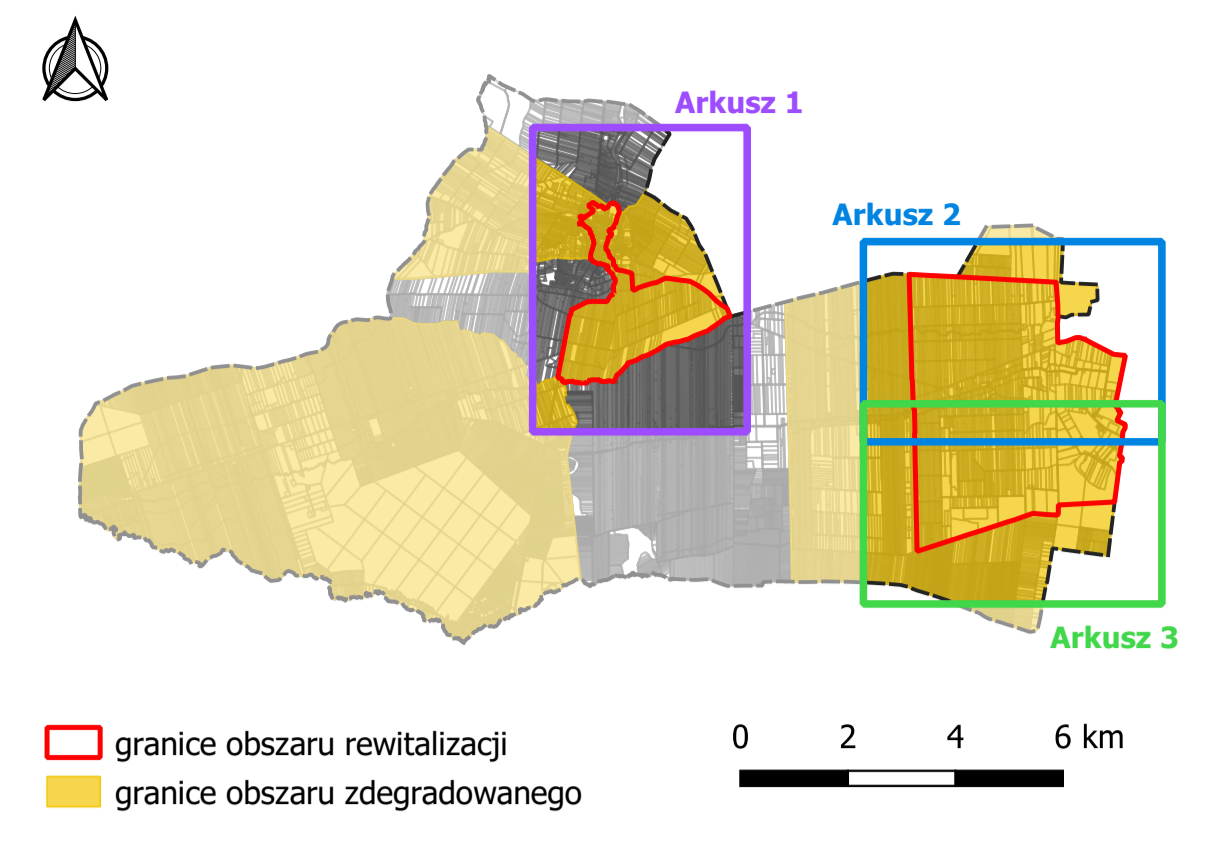 Arkusz 1
Arkusz 2
Arkusz 3
granice obszaru rewitalizacji
granice obszaru zdegradowanego
0 2 4 6 km